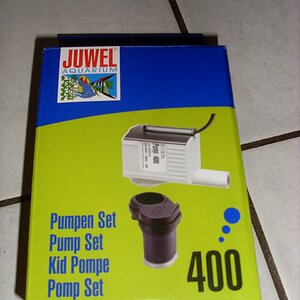 JUWEL
AQUARIUM
Pumpen Set
Pump Set
Kid Pompe
Pomp Set
400